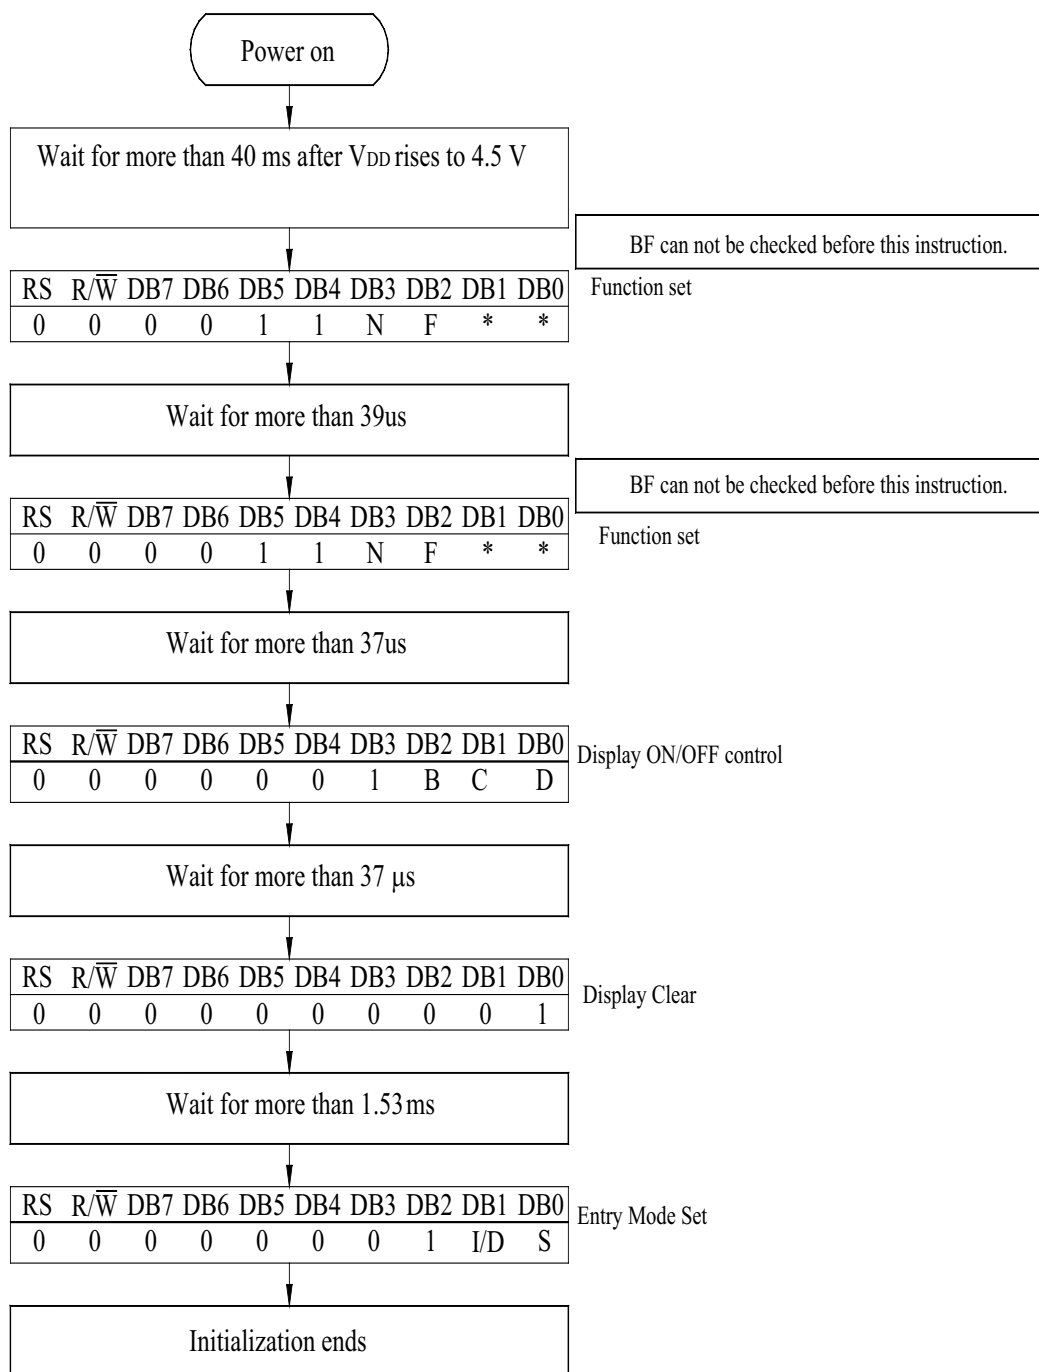 Power on
Wait for more than 40 ms after VDD rises to 4.5 V
BF can not be checked before this instruction.
RS R/W̅ DB7 DB6 DB5 DB4 DB3 DB2 DB1 DB0
Function set
0 0 0 0 1 1 N F * *
Wait for more than 39us
BF can not be checked before this instruction.
RS R/W̅ DB7 DB6 DB5 DB4 DB3 DB2 DB1 DB0
Function set
0 0 0 0 1 1 N F * *
Wait for more than 37us
RS R/W̅ DB7 DB6 DB5 DB4 DB3 DB2 DB1 DB0
Display ON/OFF control
0 0 0 0 0 0 1 B C D
Wait for more than 37 μs
RS R/W̅ DB7 DB6 DB5 DB4 DB3 DB2 DB1 DB0
Display Clear
0 0 0 0 0 0 0 0 0 1
Wait for more than 1.53ms
RS R/W̅ DB7 DB6 DB5 DB4 DB3 DB2 DB1 DB0
Entry Mode Set
0 0 0 0 0 0 0 1 I/D S
Initialization ends